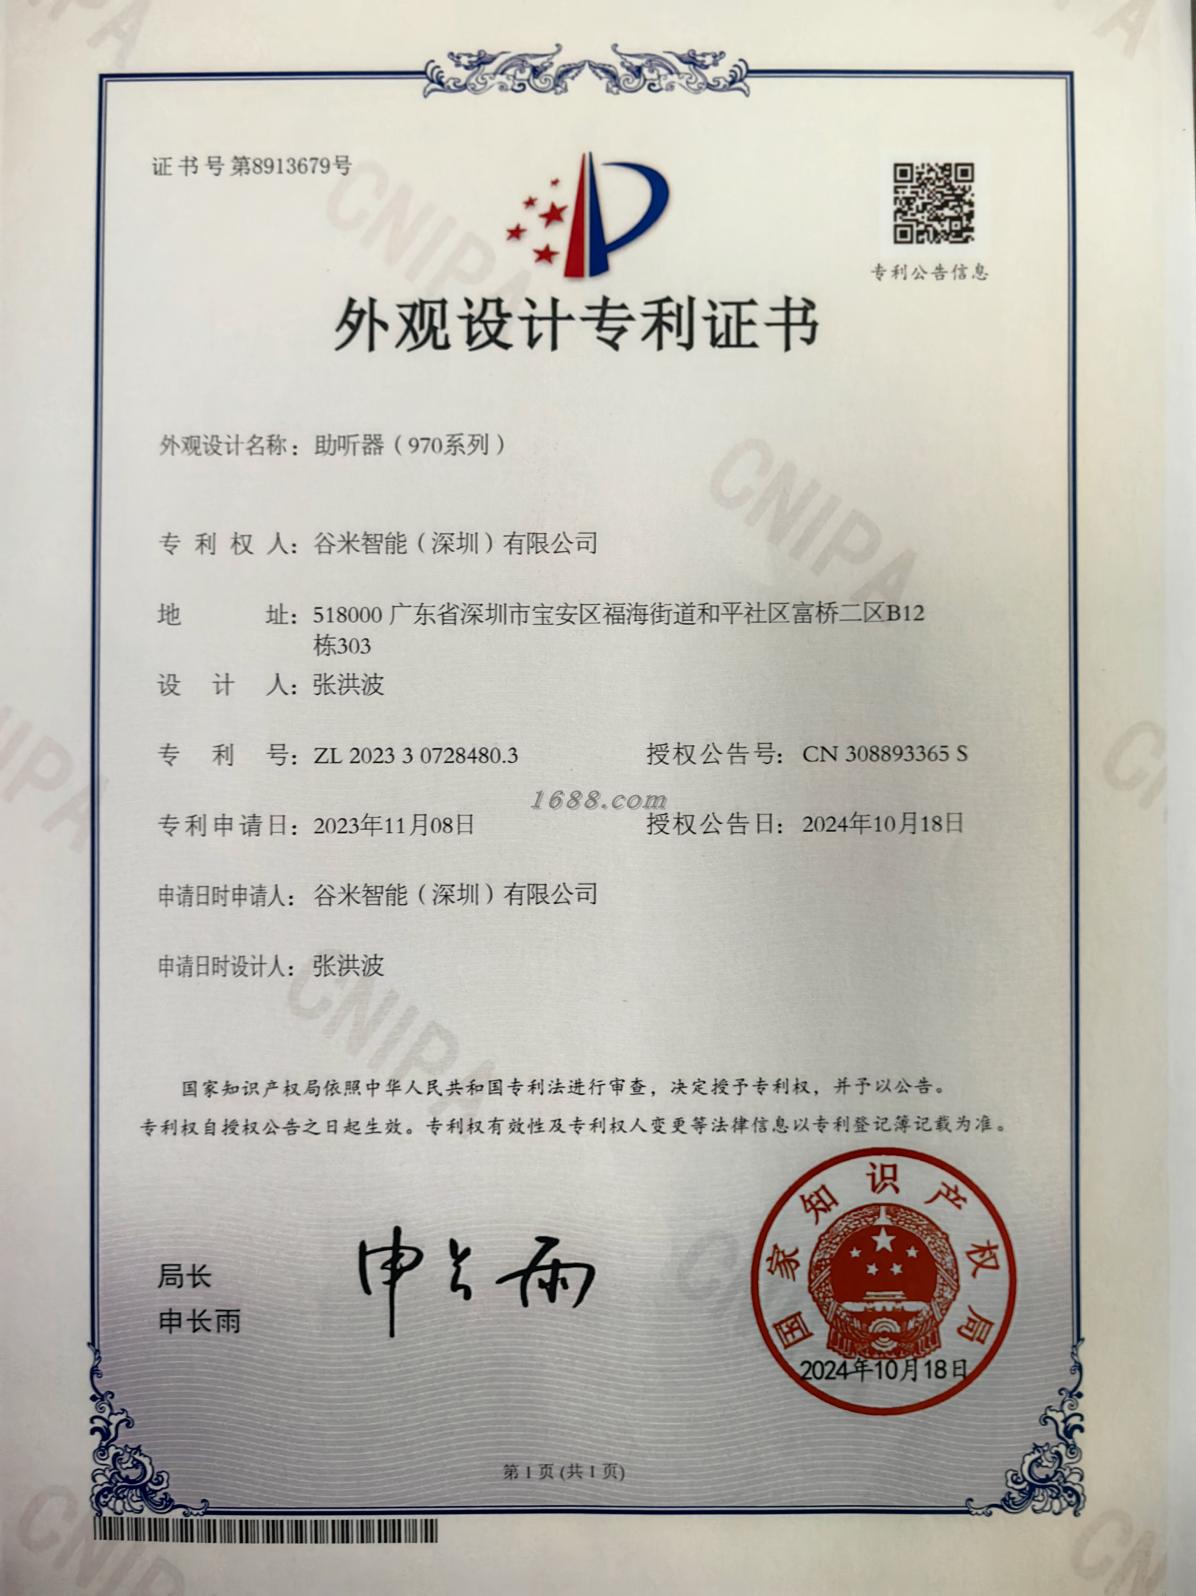 证书号第8913679号
专利公告信息
外观设计专利证书
外观设计名称：助听器（970系列）
专利权人：谷米智能（深圳）有限公司
地址：518000 广东省深圳市宝安区福海街道和平社区富桥二区B12
栋303
设计人：张洪波
专利号：ZL 2023 3 0728480.3 授权公告号：CN 308893365 S
1688.com
专利申请日：2023年11月08日 授权公告日：2024年10月18日
申请日时申请人：谷米智能（深圳）有限公司
申请日时设计人：张洪波
国家知识产权局依照中华人民共和国专利法进行审查，决定授予专利权，并予以公告。
专利权自授权公告之日起生效。专利权有效性及专利权人变更等法律信息以专利登记簿记载为准。
局长
申长雨
申长雨
国家知识产权局
2024年10月18日
第1页(共1页)
CNIPA
CNIPA
CNIPA